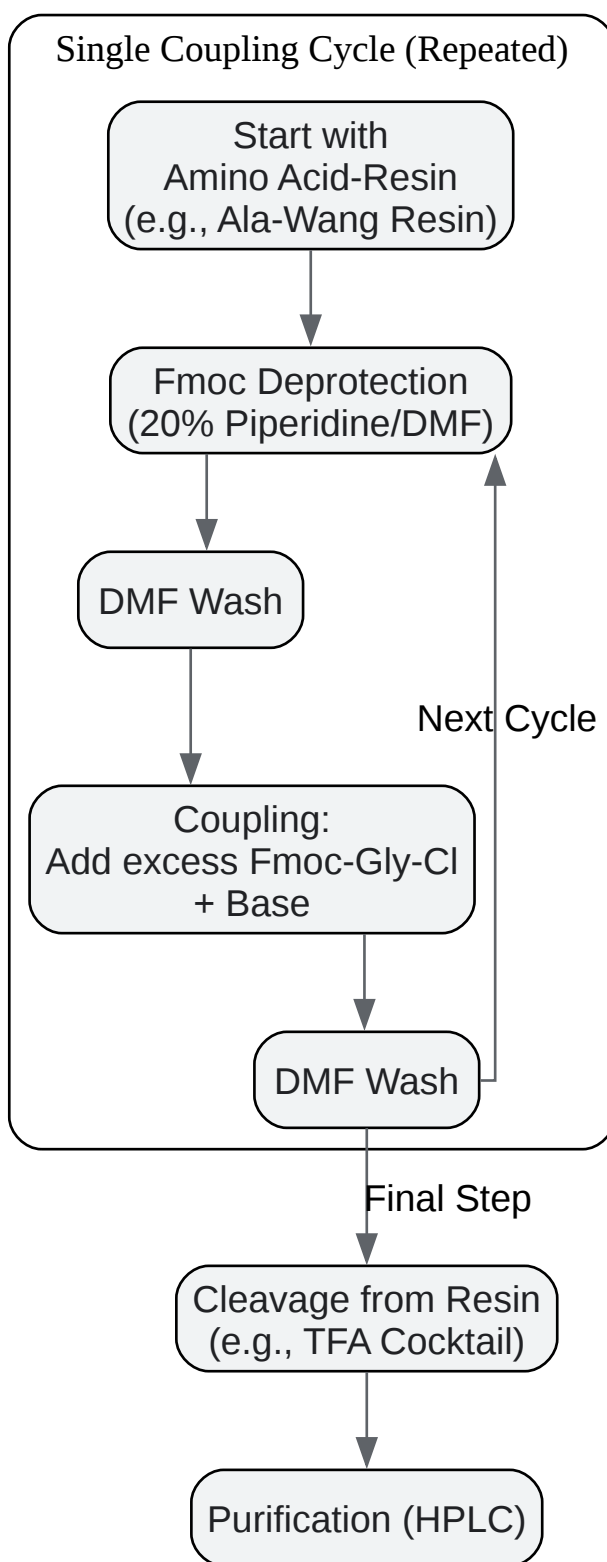 Single Coupling Cycle (Repeated)
Start with
Amino Acid-Resin
(e.g., Ala-Wang Resin)
Fmoc Deprotection
(20% Piperidine/DMF)
DMF Wash
Next Cycle
Coupling:
Add excess Fmoc-Gly-Cl
+ Base
DMF Wash
Final Step
Cleavage from Resin
(e.g., TFA Cocktail)
Purification (HPLC)